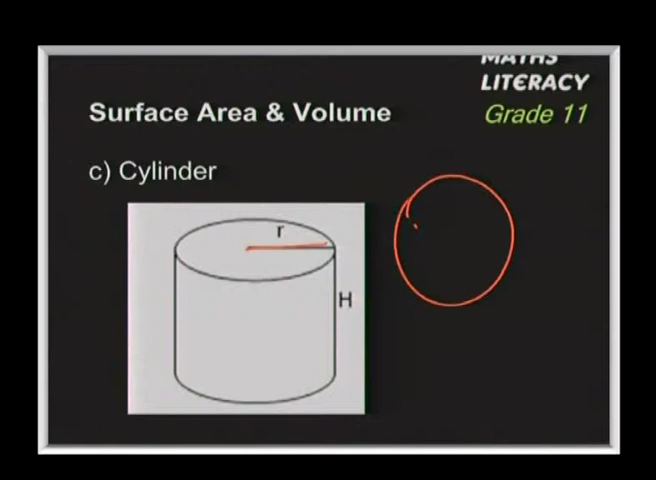 MATHS
LITERACY
Surface Area & Volume
Grade 11
c) Cylinder
r
H